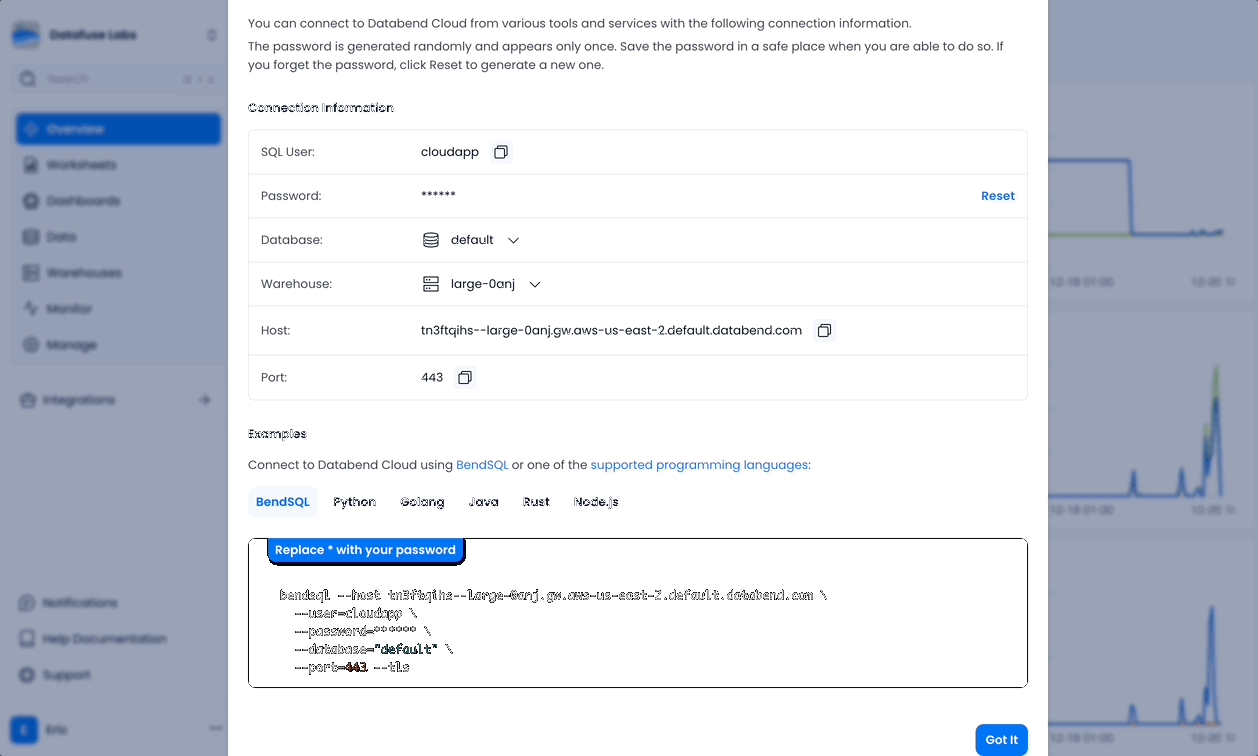 You can connect to Databend Cloud from various tools and services with the following connection information.
The password is generated randomly and appears only once. Save the password in a safe place when you are able to do so. If
you forget the password, click Reset to generate a new one.
Connection Information
SQL User: cloudapp
Password: ****** Reset
Database: default
Warehouse: large-0anj
Host: tn3ftqihs--large-0anj.gw.aws-us-east-2.default.databend.com
Port: 443
Examples
Connect to Databend Cloud using BendSQL or one of the supported programming languages:
BendSQL Python Golang Java Rust Node.js
Replace * with your password
bendsql --host tn3ftqihs--large-0anj.gw.aws-us-east-2.default.databend.com \
--user=cloudapp \
--password=****** \
--database="default" \
--port=443 --tls
Got It
Datafuse Labs
Search
Overview
Worksheets
Dashboards
Data
Warehouses
Monitor
Manage
Integrations
Notifications
Help Documentation
Support
Eric
10-18 01:00
10-18 01:00
10-18 01:00